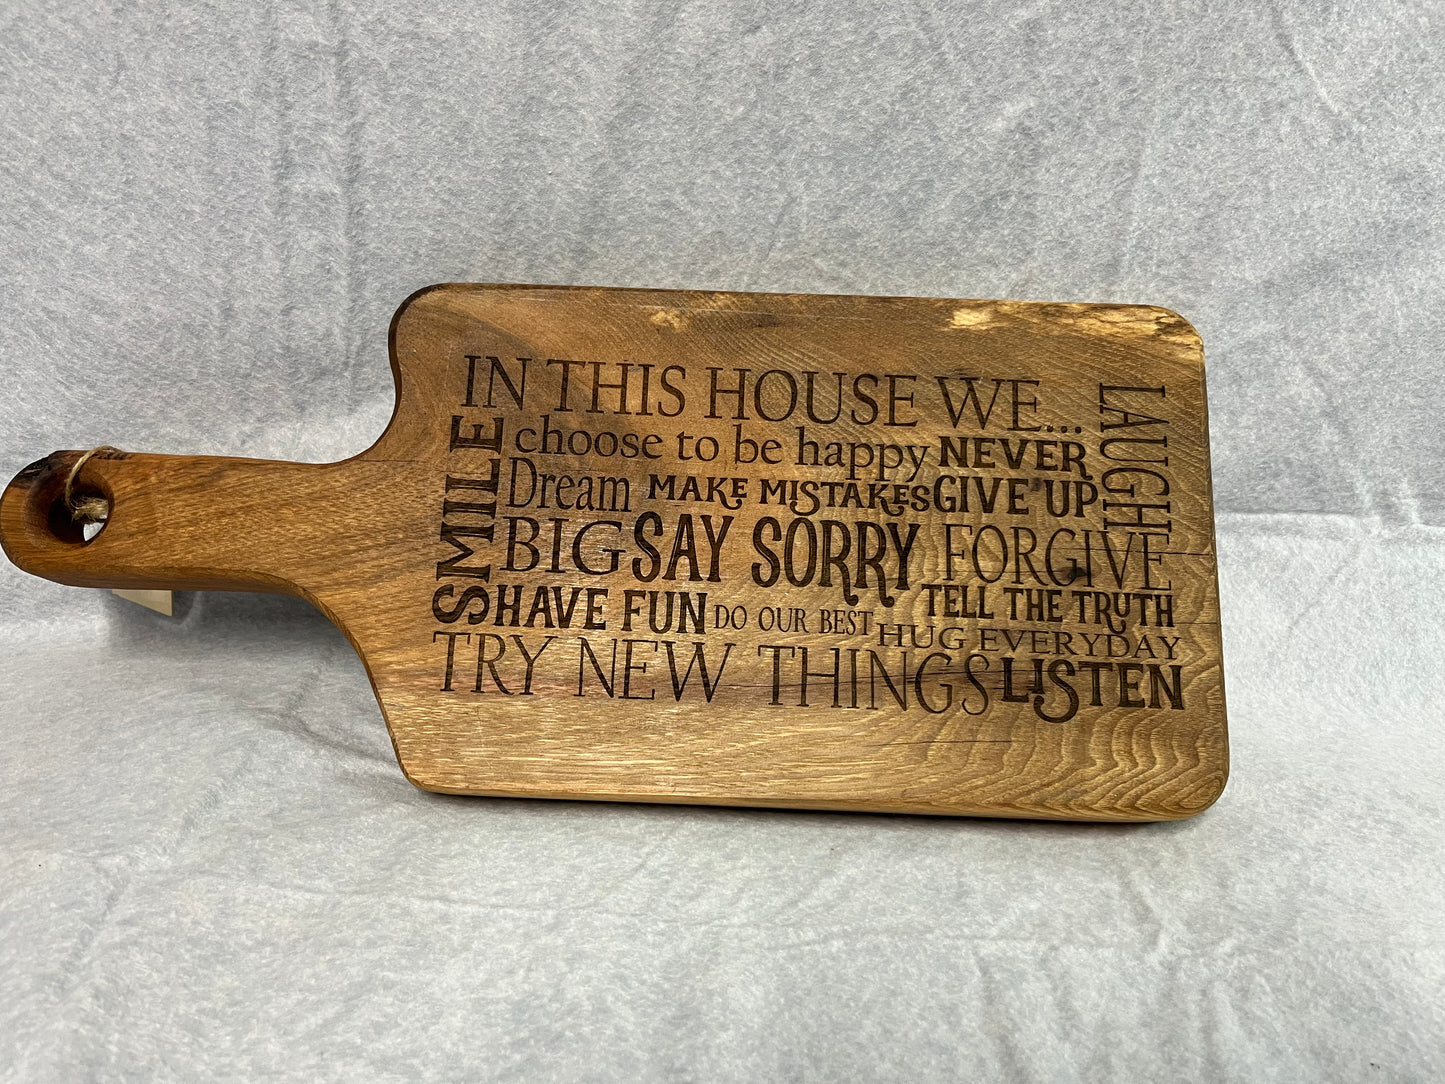 IN THIS HOUSE WE...
LAUGH
SMILE
choose to be happy
NEVER
GIVE UP
Dream
BIG
MAKE MISTAKES
SAY SORRY
FORGIVE
HAVE FUN
DO OUR BEST
TELL THE TRUTH
HUG EVERYDAY
TRY NEW THINGS
LISTEN